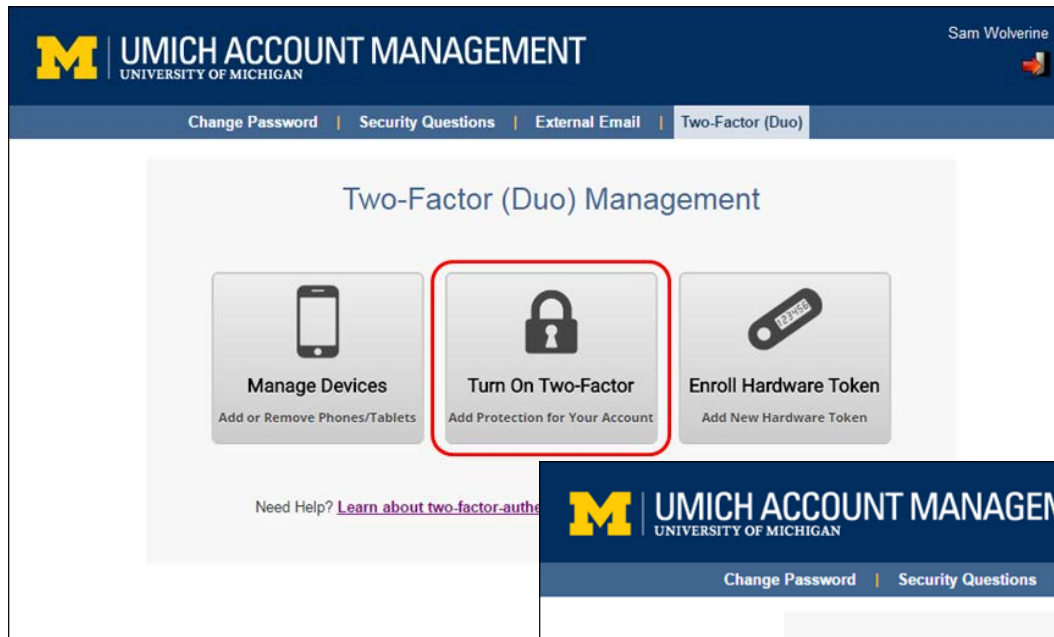 Sam Wolverine
M
UMICH ACCOUNT MANAGEMENT
UNIVERSITY OF MICHIGAN
Change Password | Security Questions | External Email | Two-Factor (Duo)
Two-Factor (Duo) Management
123456
Manage Devices
Add or Remove Phones/Tablets
Turn On Two-Factor
Add Protection for Your Account
Enroll Hardware Token
Add New Hardware Token
Need Help? Learn about two-factor-authe
M
UMICH ACCOUNT MANAGEM
UNIVERSITY OF MICHIGAN
Change Password | Security Questions